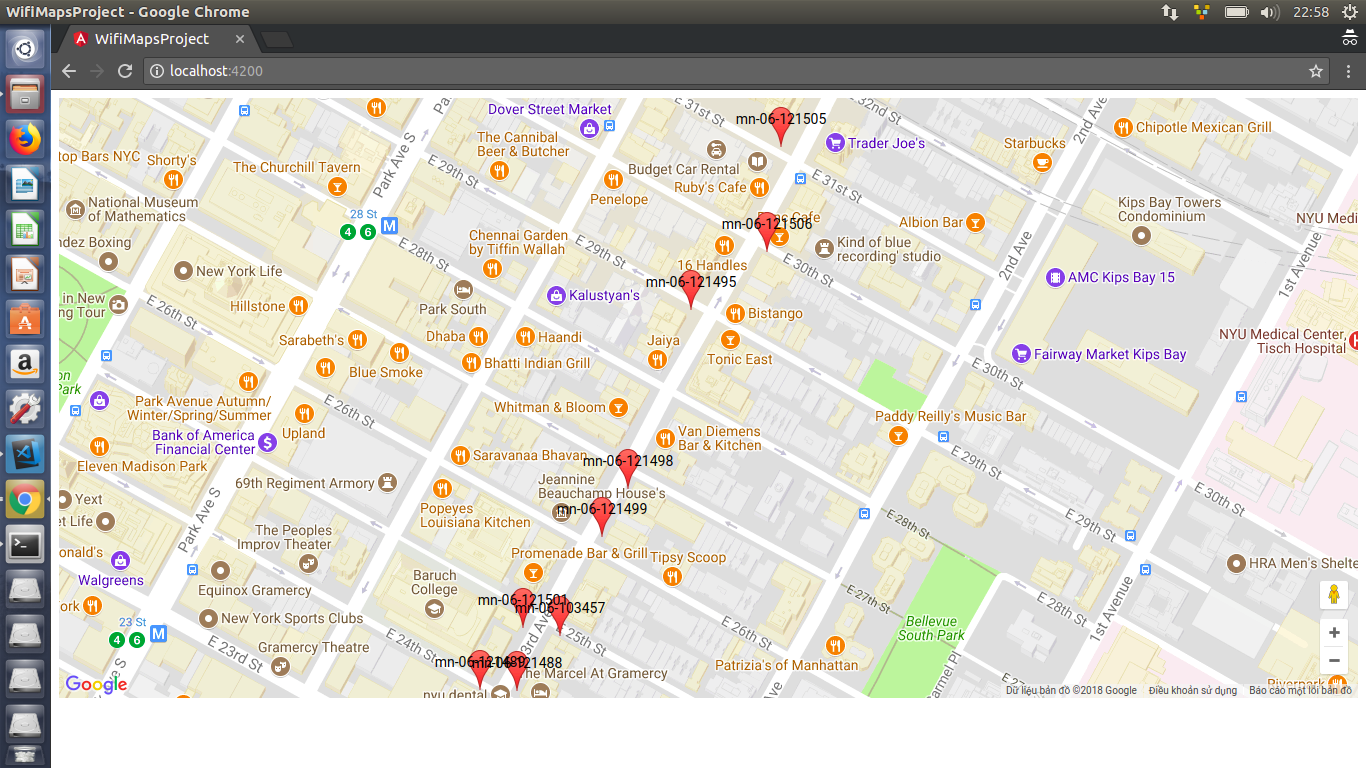 WifiMapsProject - Google Chrome
22:58
WifiMapsProject
localhost:4200
E 31st St
mn-06-121505
E 32nd St
2nd Ave
Dover Street Market
Park Ave S
The Cannibal
Beer & Butcher
Trader Joe's
Starbucks
Chipotle Mexican Grill
top Bars NYC
Shorty's
The Churchill Tavern
E 29th St
Budget Car Rental
Ruby's Cafe
E 31st St
Penelope
National Museum
of Mathematics
28 St
M
4 6
Kips Bay Towers
Condominium
NYU Medi
Albion Bar
mn-06-121506
Cafe
ndez Boxing
E 28th St
Chennai Garden
by Tiffin Wallah
E 29th St
Kind of blue
recording' studio
2nd Ave
1st Avenue
New York Life
16 Handles
E 30th St
AMC Kips Bay 15
mn-06-121495
in New
ng Tour
E 26th St
Hillstone
Park South
Kalustyan's
Bistango
Sarabeth's
Dhaba
Haandi
Jaiya
Tonic East
NYU Medical Center,
Tisch Hospital
H
Fairway Market Kips Bay
Blue Smoke
Bhatti Indian Grill
on
Park
E 30th St
Park Avenue Autumn/
Winter/Spring/Summer
E 26th St
Whitman & Bloom
Paddy Reilly's Music Bar
Upland
Bank of America
Financial Center
Van Diemens
Bar & Kitchen
Eleven Madison Park
Saravanaa Bhavan
mn-06-121498
E 29th St
69th Regiment Armory
Jeannine
Beauchamp House's
Yext
et Life
Popeyes
Louisiana Kitchen
mn-06-121499
E 30th St
Park Ave S
The Peoples
Improv Theater
E 28th St
E 29th St
onald's
Walgreens
Promenade Bar & Grill
Tipsy Scoop
HRA Men's Shelte
Equinox Gramercy
Baruch
College
mn-06-121501
mn-06-103457
E 27th St
E 28th St
1st Avenue
ork
23 St
M
4 6
New York Sports Clubs
E 24th St
3rd Ave
E 25th St
E 26th St
Bellevue
South Park
E 23rd St
Gramercy Theatre
mn-06-121488
The Marcel At Gramercy
Patrizia's of Manhattan
nyu dental
armel Pl
Riverpark
Google
Dữ liệu bản đồ ©2018 Google
Điều khoản sử dụng
Báo cáo một lỗi bản đồ